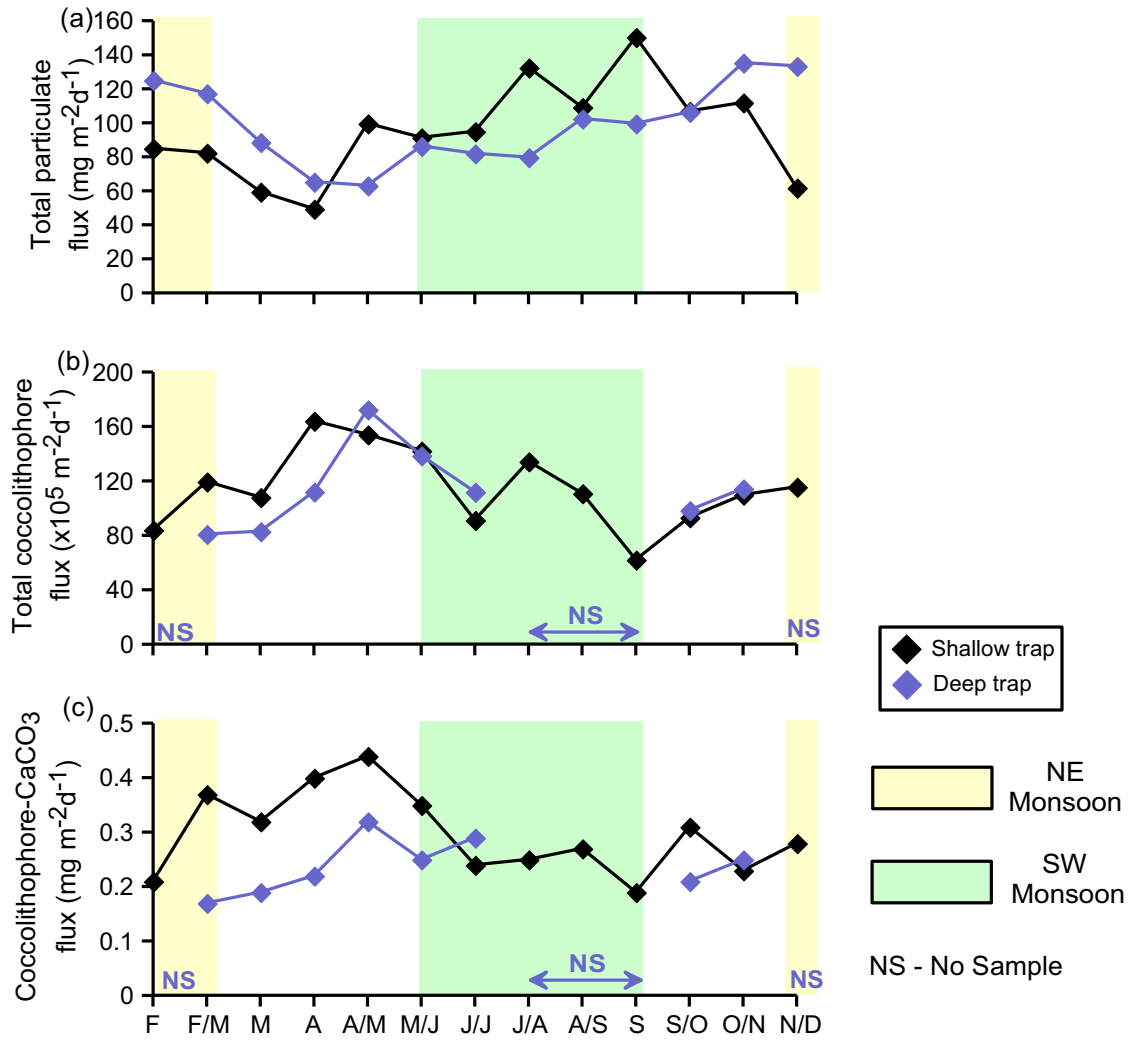 (a)
Total particulate
flux (mg m-2d-1)
160
140
120
100
80
60
40
20
0
F F/M M A A/M M/J J/J J/A A/S S S/O O/N N/D
(b)
Total coccolithophore
flux (x10⁵ m-2d-1)
200
160
120
80
40
0
NS
NS
NS
(c)
Coccolithophore-CaCO3
flux (mg m-2d-1)
0.5
0.4
0.3
0.2
0.1
0
NS
NS
NS
F F/M M A A/M M/J J/J J/A A/S S S/O O/N N/D
Shallow trap
Deep trap
NE
Monsoon
SW
Monsoon
NS - No Sample